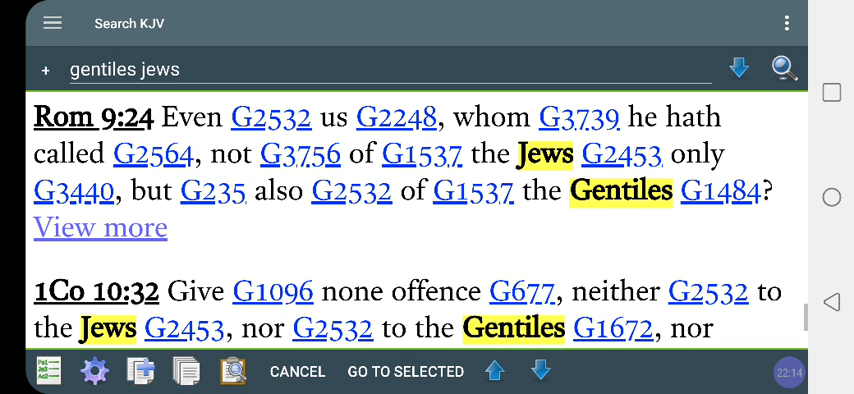 Search KJV
+ gentiles jews
Rom 9:24 Even G2532 us G2248, whom G3739 he hath
called G2564, not G3756 of G1537 the Jews G2453 only
G3440, but G235 also G2532 of G1537 the Gentiles G1484?
View more
1Co 10:32 Give G1096 none offence G677, neither G2532 to
the Jews G2453, nor G2532 to the Gentiles G1672, nor
CANCEL GO TO SELECTED 22:14